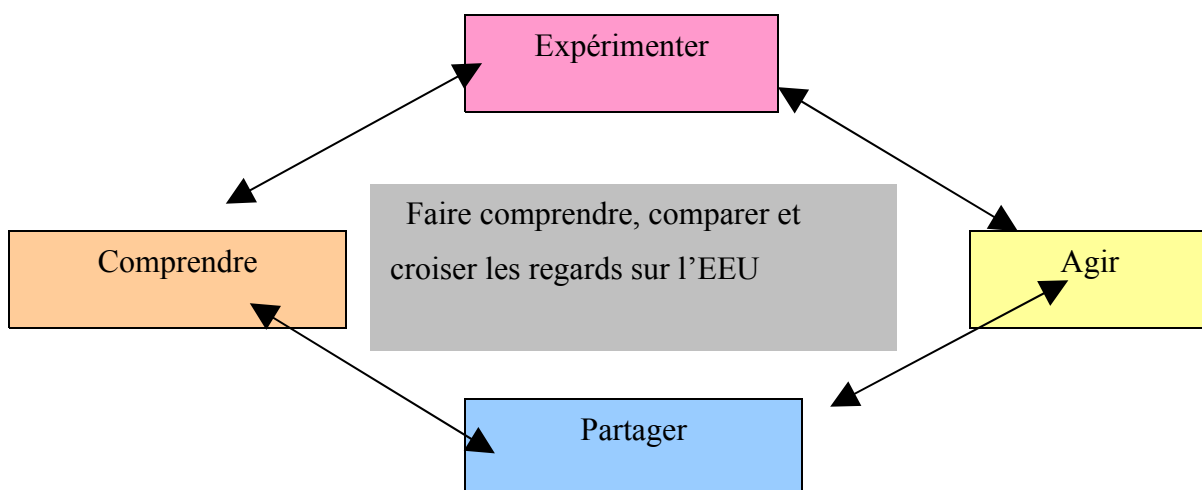 Expérimenter
Faire comprendre, comparer et
croiser les regards sur l’EEU
Comprendre
Agir
Partager